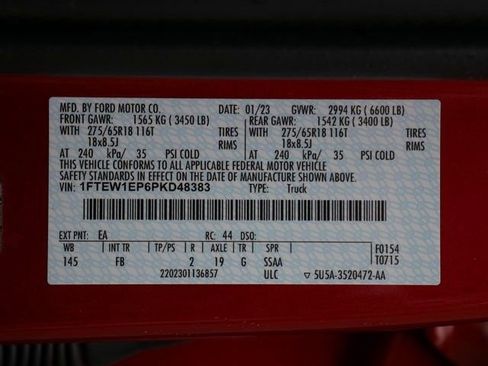 MFD. BY FORD MOTOR CO. DATE: 01/23 GVWR: 2994 KG (6600 LB)
FRONT GAWR: 1565 KG (3450 LB) REAR GAWR: 1542 KG (3400 LB)
WITH 275/65R18 116T TIRES WITH 275/65R18 116T TIRES
18x8.5J RIMS 18x8.5J RIMS
AT 240 kPa/ 35 PSI COLD AT 240 kPa/ 35 PSI COLD
THIS VEHICLE CONFORMS TO ALL APPLICABLE FEDERAL MOTOR VEHICLE
SAFETY STANDARDS IN EFFECT ON THE DATE OF MANUFACTURE SHOWN ABOVE.
VIN: 1FTEW1EP6PKD48383 TYPE: Truck
EXT PNT: EA RC: 44 DSO:
WB INT TR TP/PS R AXLE TR SPR F0154
145 FB 2 19 G SSAA T0715
2202301136857 ULC 5U5A-3520472-AA